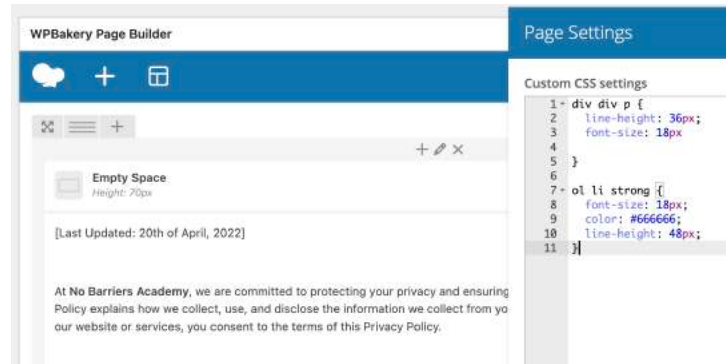 WPBakery Page Builder
Page Settings
Custom CSS settings
Empty Space
Height: 70px
[Last Updated: 20th of April, 2022]
At No Barriers Academy, we are committed to protecting your privacy and ensuring
Policy explains how we collect, use, and disclose the information we collect from yo
our website or services, you consent to the terms of this Privacy Policy.
1 div div p {
2 line-height: 36px;
3 font-size: 18px
4
5 }
6
7 ol li strong {
8 font-size: 18px;
9 color: #666666;
10 line-height: 48px;
11 }